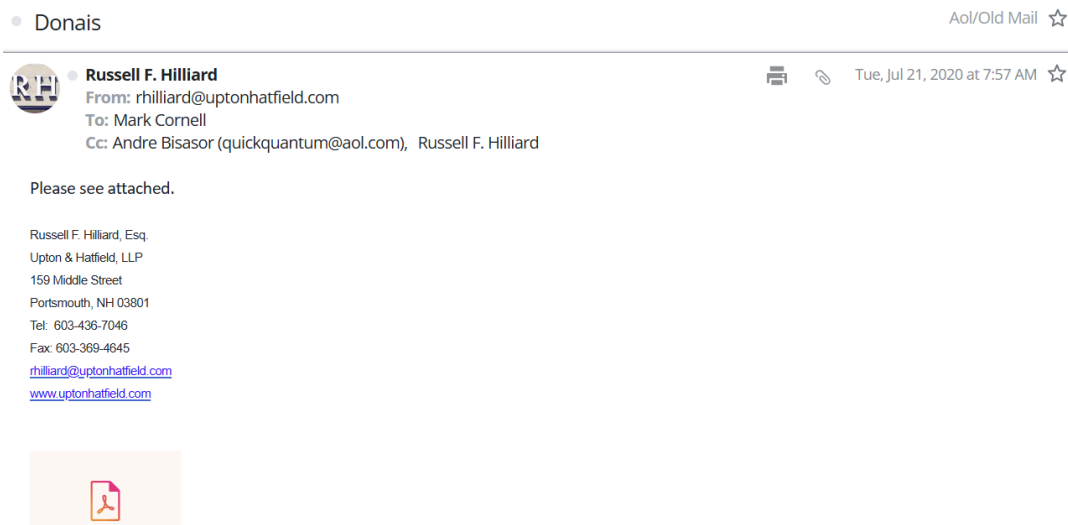 Donais
Aol/Old Mail
RH
Russell F. Hilliard
Tue, Jul 21, 2020 at 7:57 AM
From: rhilliard@uptonhatfield.com
To: Mark Cornell
Cc: Andre Bisasor (quickquantum@aol.com), Russell F. Hilliard
Please see attached.
Russell F. Hilliard, Esq.
Upton & Hatfield, LLP
159 Middle Street
Portsmouth, NH 03801
Tel: 603-436-7046
Fax: 603-369-4645
rhilliard@uptonhatfield.com
www.uptonhatfield.com